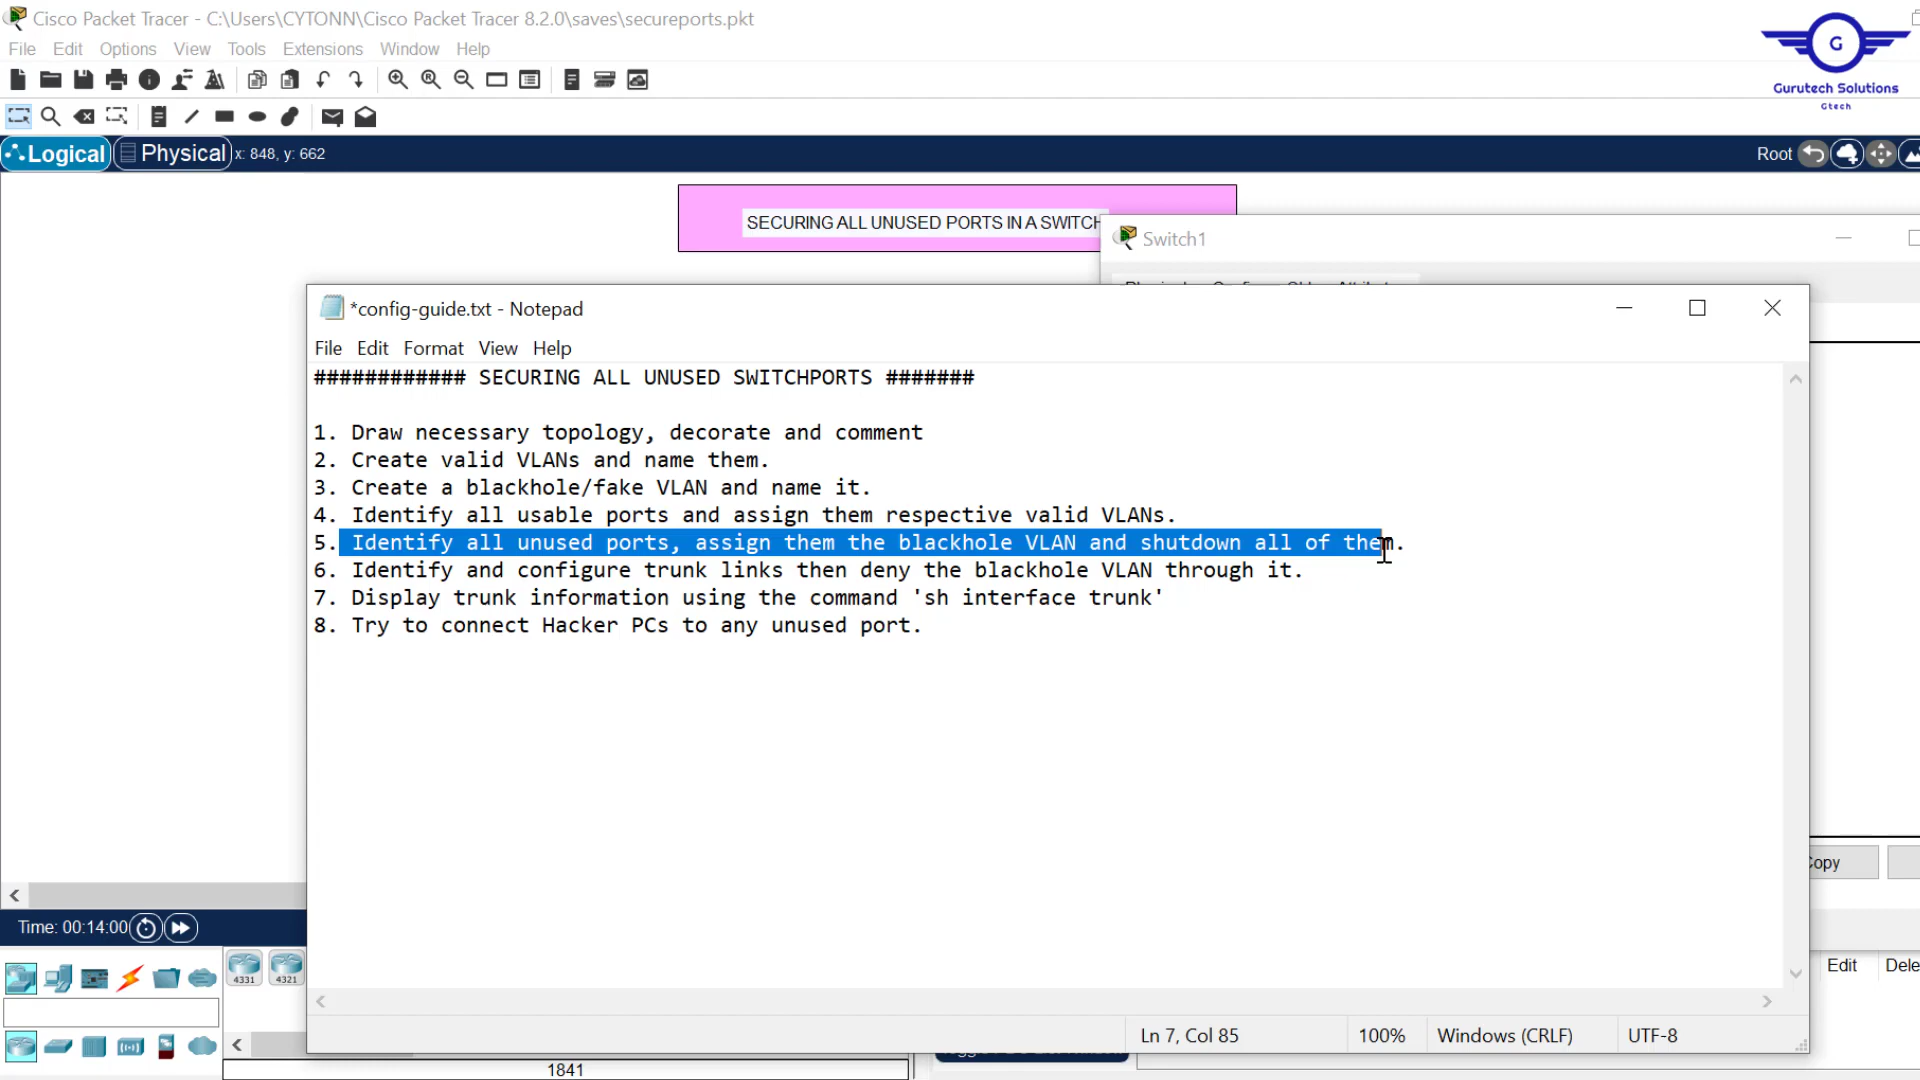 Cisco Packet Tracer - C:\Users\CYTONN\Cisco Packet Tracer 8.2.0\saves\secureports.pkt
File Edit Options View Tools Extensions Window Help
G
Gurutech Solutions
Gtech
Logical Physical x: 848, y: 662
Root
SECURING ALL UNUSED PORTS IN A SWITCH
Switch1
*config-guide.txt - Notepad
File Edit Format View Help
############ SECURING ALL UNUSED SWITCHPORTS #######
1. Draw necessary topology, decorate and comment
2. Create valid VLANs and name them.
3. Create a blackhole/fake VLAN and name it.
4. Identify all usable ports and assign them respective valid VLANs.
5. Identify all unused ports, assign them the blackhole VLAN and shutdown all of them.
6. Identify and configure trunk links then deny the blackhole VLAN through it.
7. Display trunk information using the command 'sh interface trunk'
8. Try to connect Hacker PCs to any unused port.
Copy
Time: 00:14:00
4331 4321
Edit Dele
Ln 7, Col 85 100% Windows (CRLF) UTF-8
1841